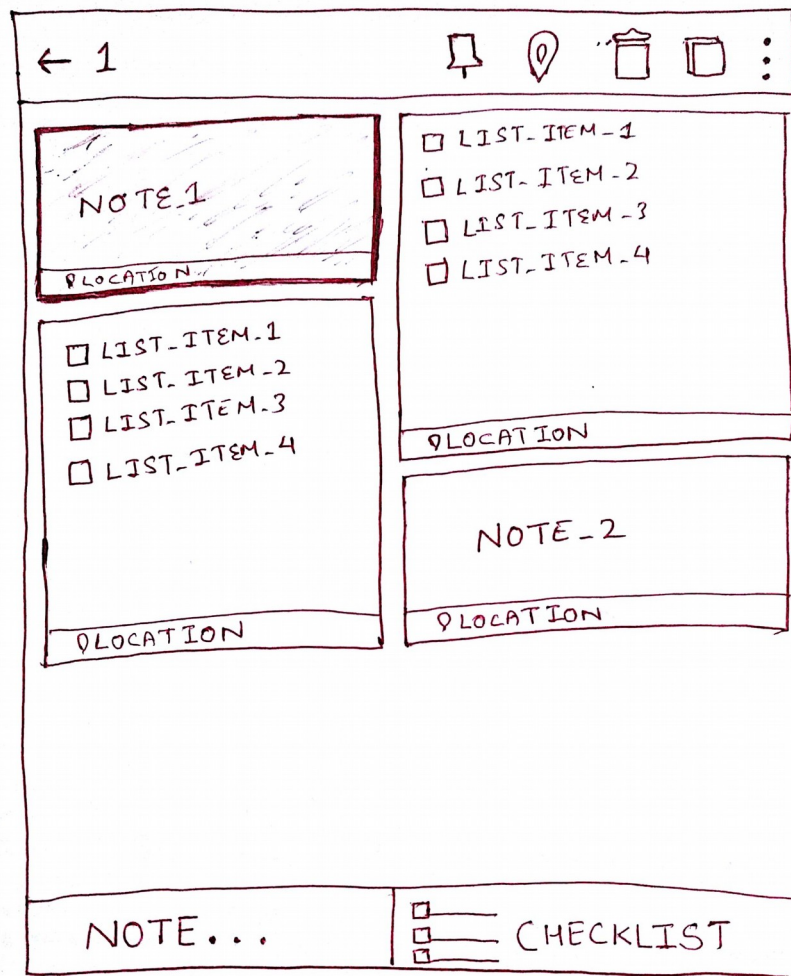 ← 1
NOTE_1
LOCATION
LIST_ITEM_1
LIST_ITEM_2
LIST_ITEM_3
LIST_ITEM_4
LOCATION
LIST_ITEM_1
LIST_ITEM_2
LIST_ITEM_3
LIST_ITEM_4
LOCATION
NOTE_2
LOCATION
NOTE...
CHECKLIST